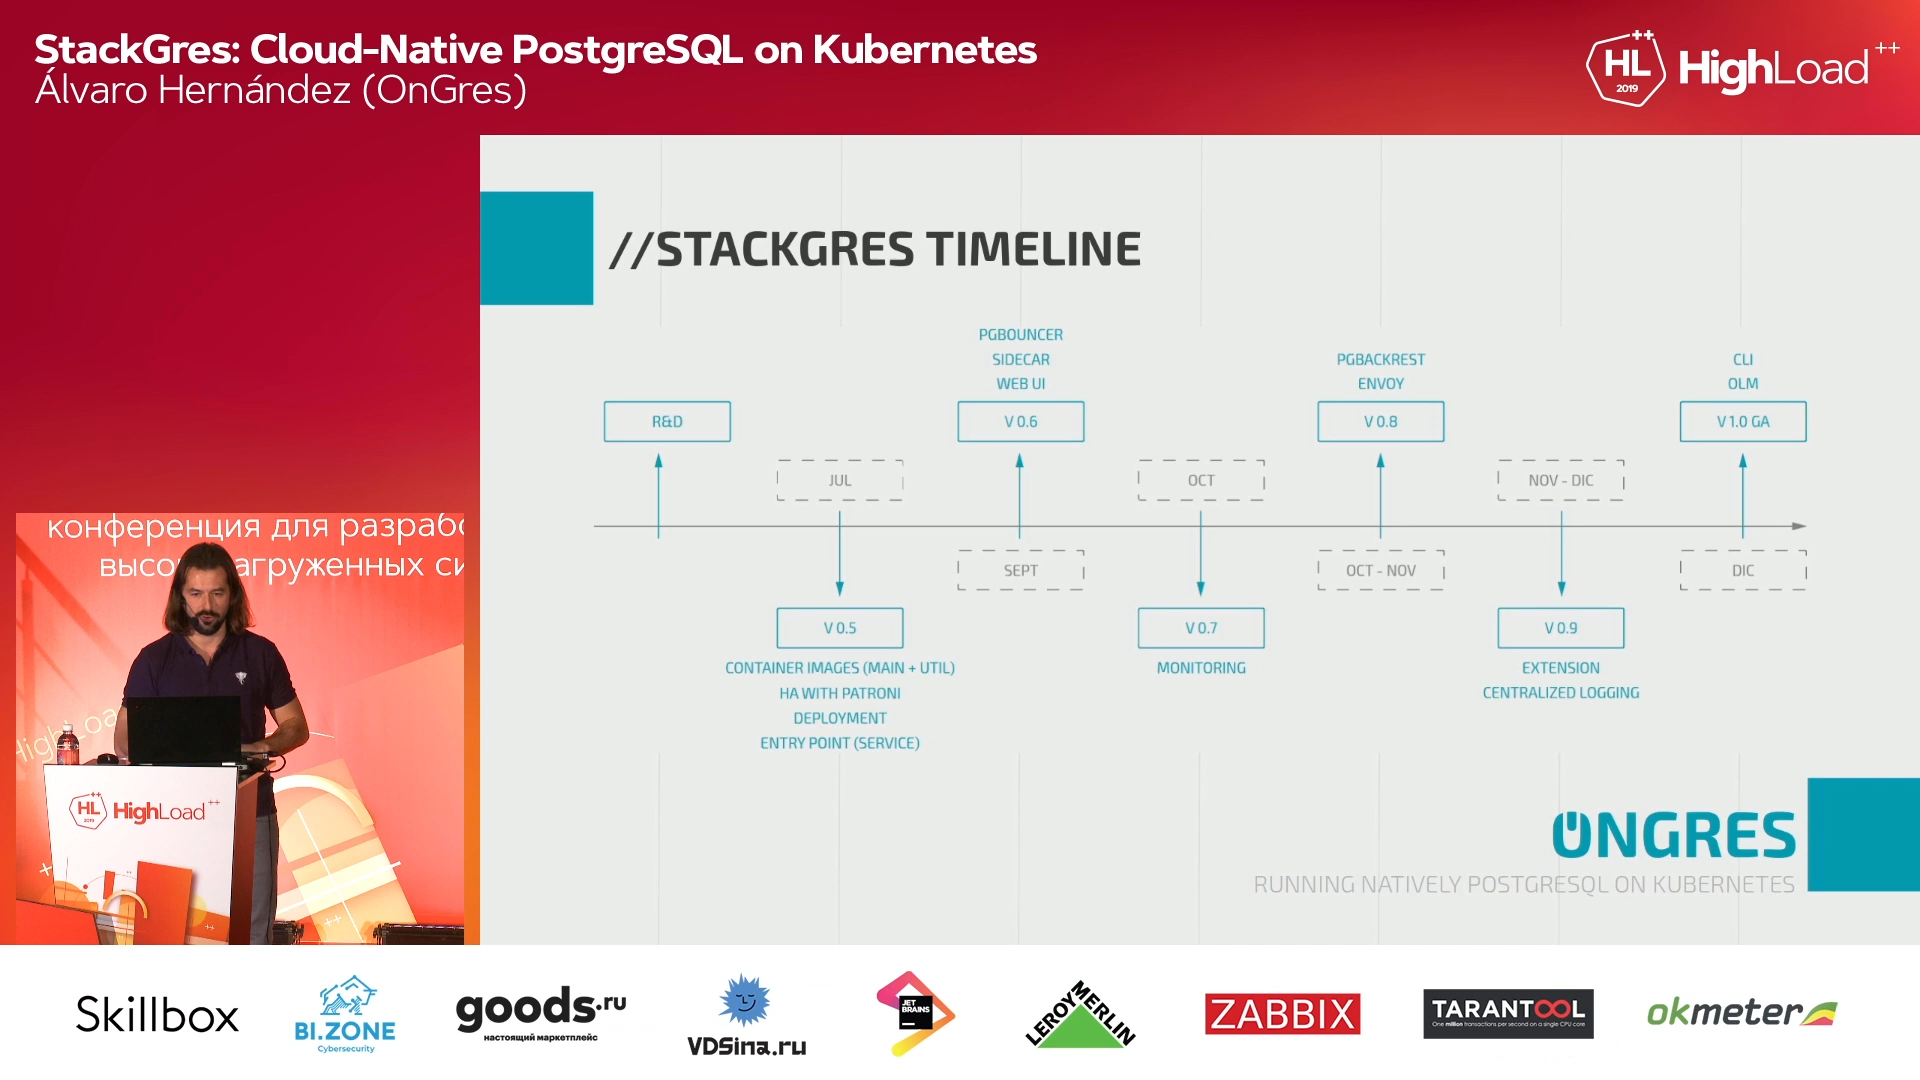 StackGres: Cloud-Native PostgreSQL on Kubernetes
Álvaro Hernández (OnGres)
HL
++
2019
HighLoad++
//STACKGRES TIMELINE
PGBOUNCER
SIDECAR
WEB UI
PGBACKREST
ENVOY
CLI
OLM
R&D
V 0.6
V 0.8
V 1.0 GA
JUL
OCT
NOV - DIC
SEPT
OCT - NOV
DIC
V 0.5
V 0.7
V 0.9
CONTAINER IMAGES (MAIN + UTIL)
HA WITH PATRONI
DEPLOYMENT
ENTRY POINT (SERVICE)
MONITORING
EXTENSION
CENTRALIZED LOGGING
ONGRES
RUNNING NATIVELY POSTGRESQL ON KUBERNETES
конференция для разрабо
высо агруженных си
HighLoa
HL
++
2019
HighLoad++
Skillbox
BI.ZONE
Cybersecurity
goods.ru
настоящий маркетплейс
VDSina.ru
JET
BRAINS
LEROY MERLIN
ZABBIX
TARANTOOL
One million transactions per second on a single CPU core
okmeter